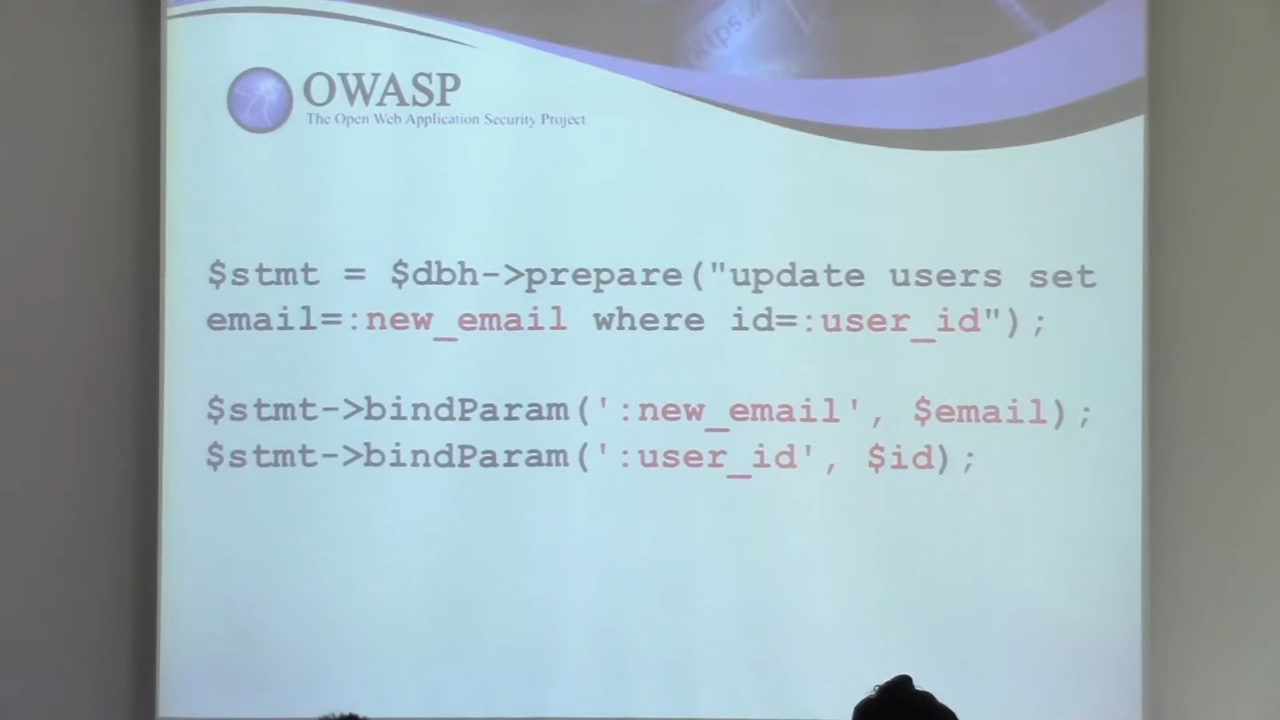 https://
OWASP
The Open Web Application Security Project
$stmt = $dbh->prepare("update users set
email=:new_email where id=:user_id");
$stmt->bindParam(':new_email', $email);
$stmt->bindParam(':user_id', $id);